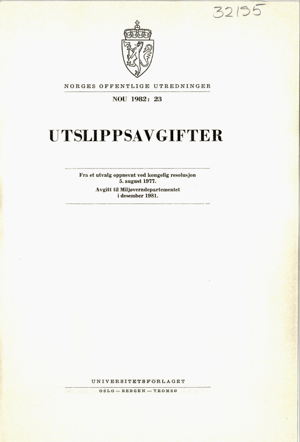 32195
NORGES OFFENTLIGE UTREDNINGER
NOU 1982: 23
UTSLIPPSAVGIFTER
Fra et utvalg oppnevnt ved kongelig resolusjon
5. august 1977.
Avgitt til Miljøverndepartementet
i desember 1981.
UNIVERSITETSFORLAGET
OSLO — BERGEN — TROMSØ